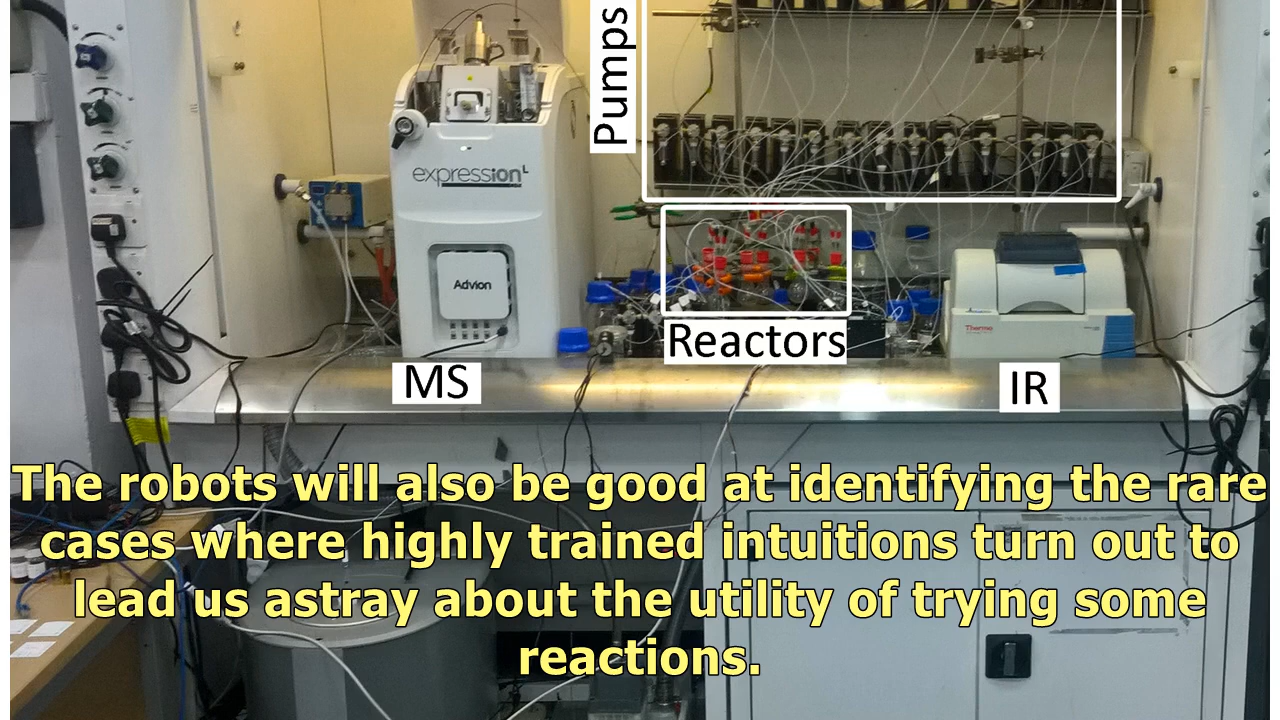 Pumps
expressionL
Advion
Thermo
Reactors
MS
IR
The robots will also be good at identifying the rare
cases where highly trained intuitions turn out to
lead us astray about the utility of trying some
reactions.